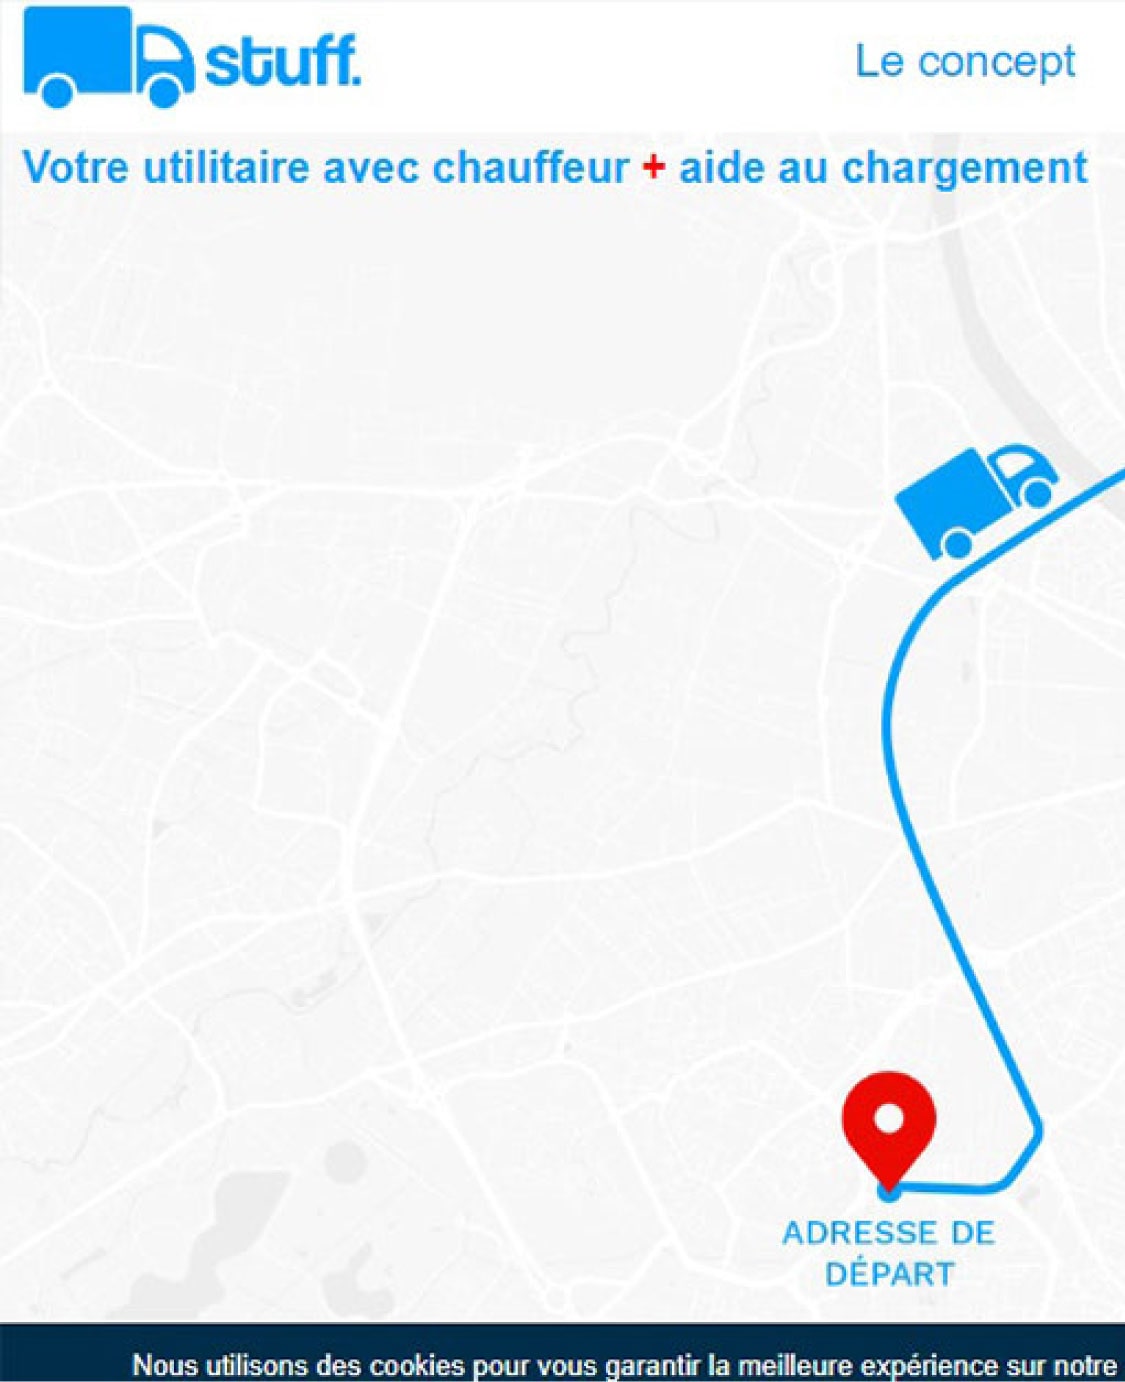 stuff.
Le concept
Votre utilitaire avec chauffeur + aide au chargement
ADRESSE DE
DÉPART
Nous utilisons des cookies pour vous garantir la meilleure expérience sur notre